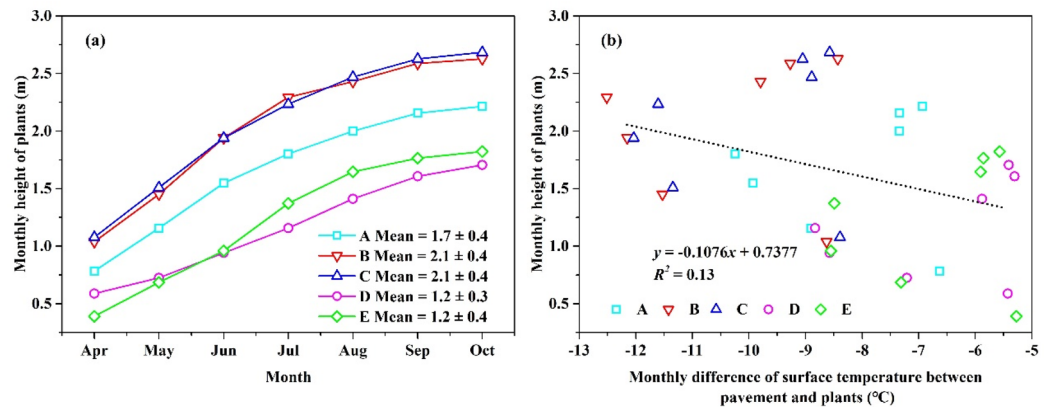 (a)
Monthly height of plants (m)
3.0
2.5
2.0
1.5
1.0
0.5
A Mean = 1.7 ± 0.4
B Mean = 2.1 ± 0.4
C Mean = 2.1 ± 0.4
D Mean = 1.2 ± 0.3
E Mean = 1.2 ± 0.4
Apr May Jun Jul Aug Sep Oct
Month
(b)
Monthly height of plants (m)
3.0
2.5
2.0
1.5
1.0
0.5
y = -0.1076x + 0.7377
R² = 0.13
A B C D E
-13 -12 -11 -10 -9 -8 -7 -6 -5
Monthly difference of surface temperature between
pavement and plants (°C)